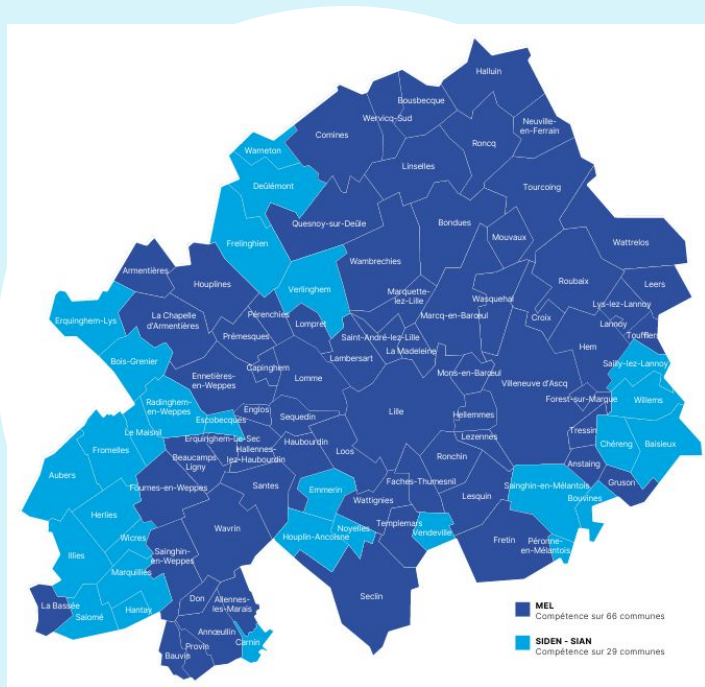 Halluin
Bousbecque
Wervicq-Sud
Neuville-
en-Ferrain
Comines
Roncq
Warneton
Linselles
Deûlémont
Tourcoing
Quesnoy-sur-Deûle
Bondues
Frelinghien
Mouvaux
Wattrelos
Wambrechies
Armentières
Houplines
Verlinghem
Roubaix
Leers
Marquette-
lez-Lille
Wasquehal
Lys-lez-Lannoy
Erquinghem-Lys
La Chapelle
d'Armentières
Pérenchies
Lompret
Marcq-en-Barœul
Croix
Lannoy
Toufflers
Prémesques
Saint-André-lez-Lille
Hem
La Madeleine
Bois-Grenier
Lambersart
Sailly-lez-Lannoy
Capinghem
Ennetières-
en-Weppes
Lomme
Mons-en-Barœul
Villeneuve d'Ascq
Forest-sur-Marque
Willems
Radinghem-
en-Weppes
Englos
Lille
Escobecques
Sequedin
Hellemmes
Tressin
Le Maisnil
Lezennes
Erquinghem-Le-Sec
Haubourdin
Chéreng
Baisieux
Fromelles
Hallennes-
lez-Haubourdin
Loos
Ronchin
Beaucamps
Ligny
Anstaing
Aubers
Faches-Thumesnil
Gruson
Fournes-en-Weppes
Santes
Emmerin
Sainghin-en-Mélantois
Wattignies
Lesquin
Bouvines
Herlies
Templemars
Wavrin
Noyelles
Vendeville
Houplin-Ancoisne
Wicres
Fretin
Péronne-
en-Mélantois
Illies
Sainghin-
en-Weppes
Marquillies
Seclin
Don
Allennes-
les-Marais
La Bassée
Hantay
Salomé
Annœullin
Carnin
Provin
Bauvin
MEL
Compétence sur 66 communes
SIDEN - SIAN
Compétence sur 29 communes